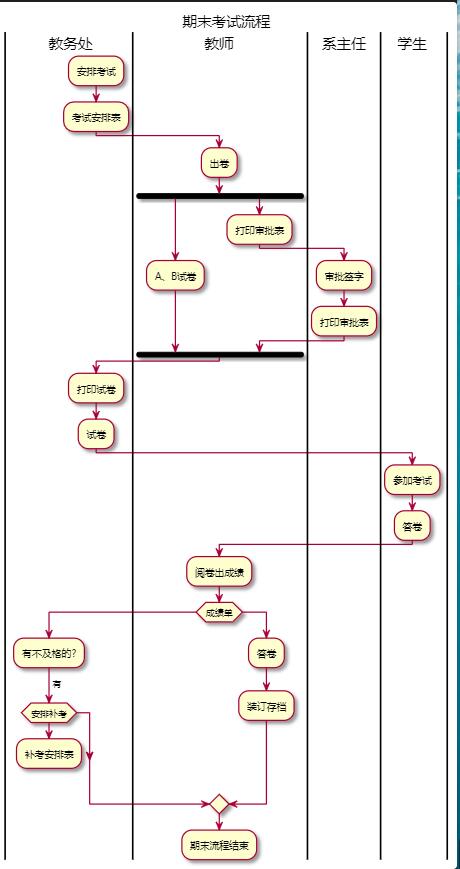 期末考试流程
教务处 教师 系主任 学生
安排考试
考试安排表
出卷
打印审批表
A、B试卷
审批签字
打印审批表
打印试卷
试卷
参加考试
答卷
阅卷出成绩
成绩单
有不及格的?
答卷
有
安排补考
装订存档
补考安排表
期末流程结束